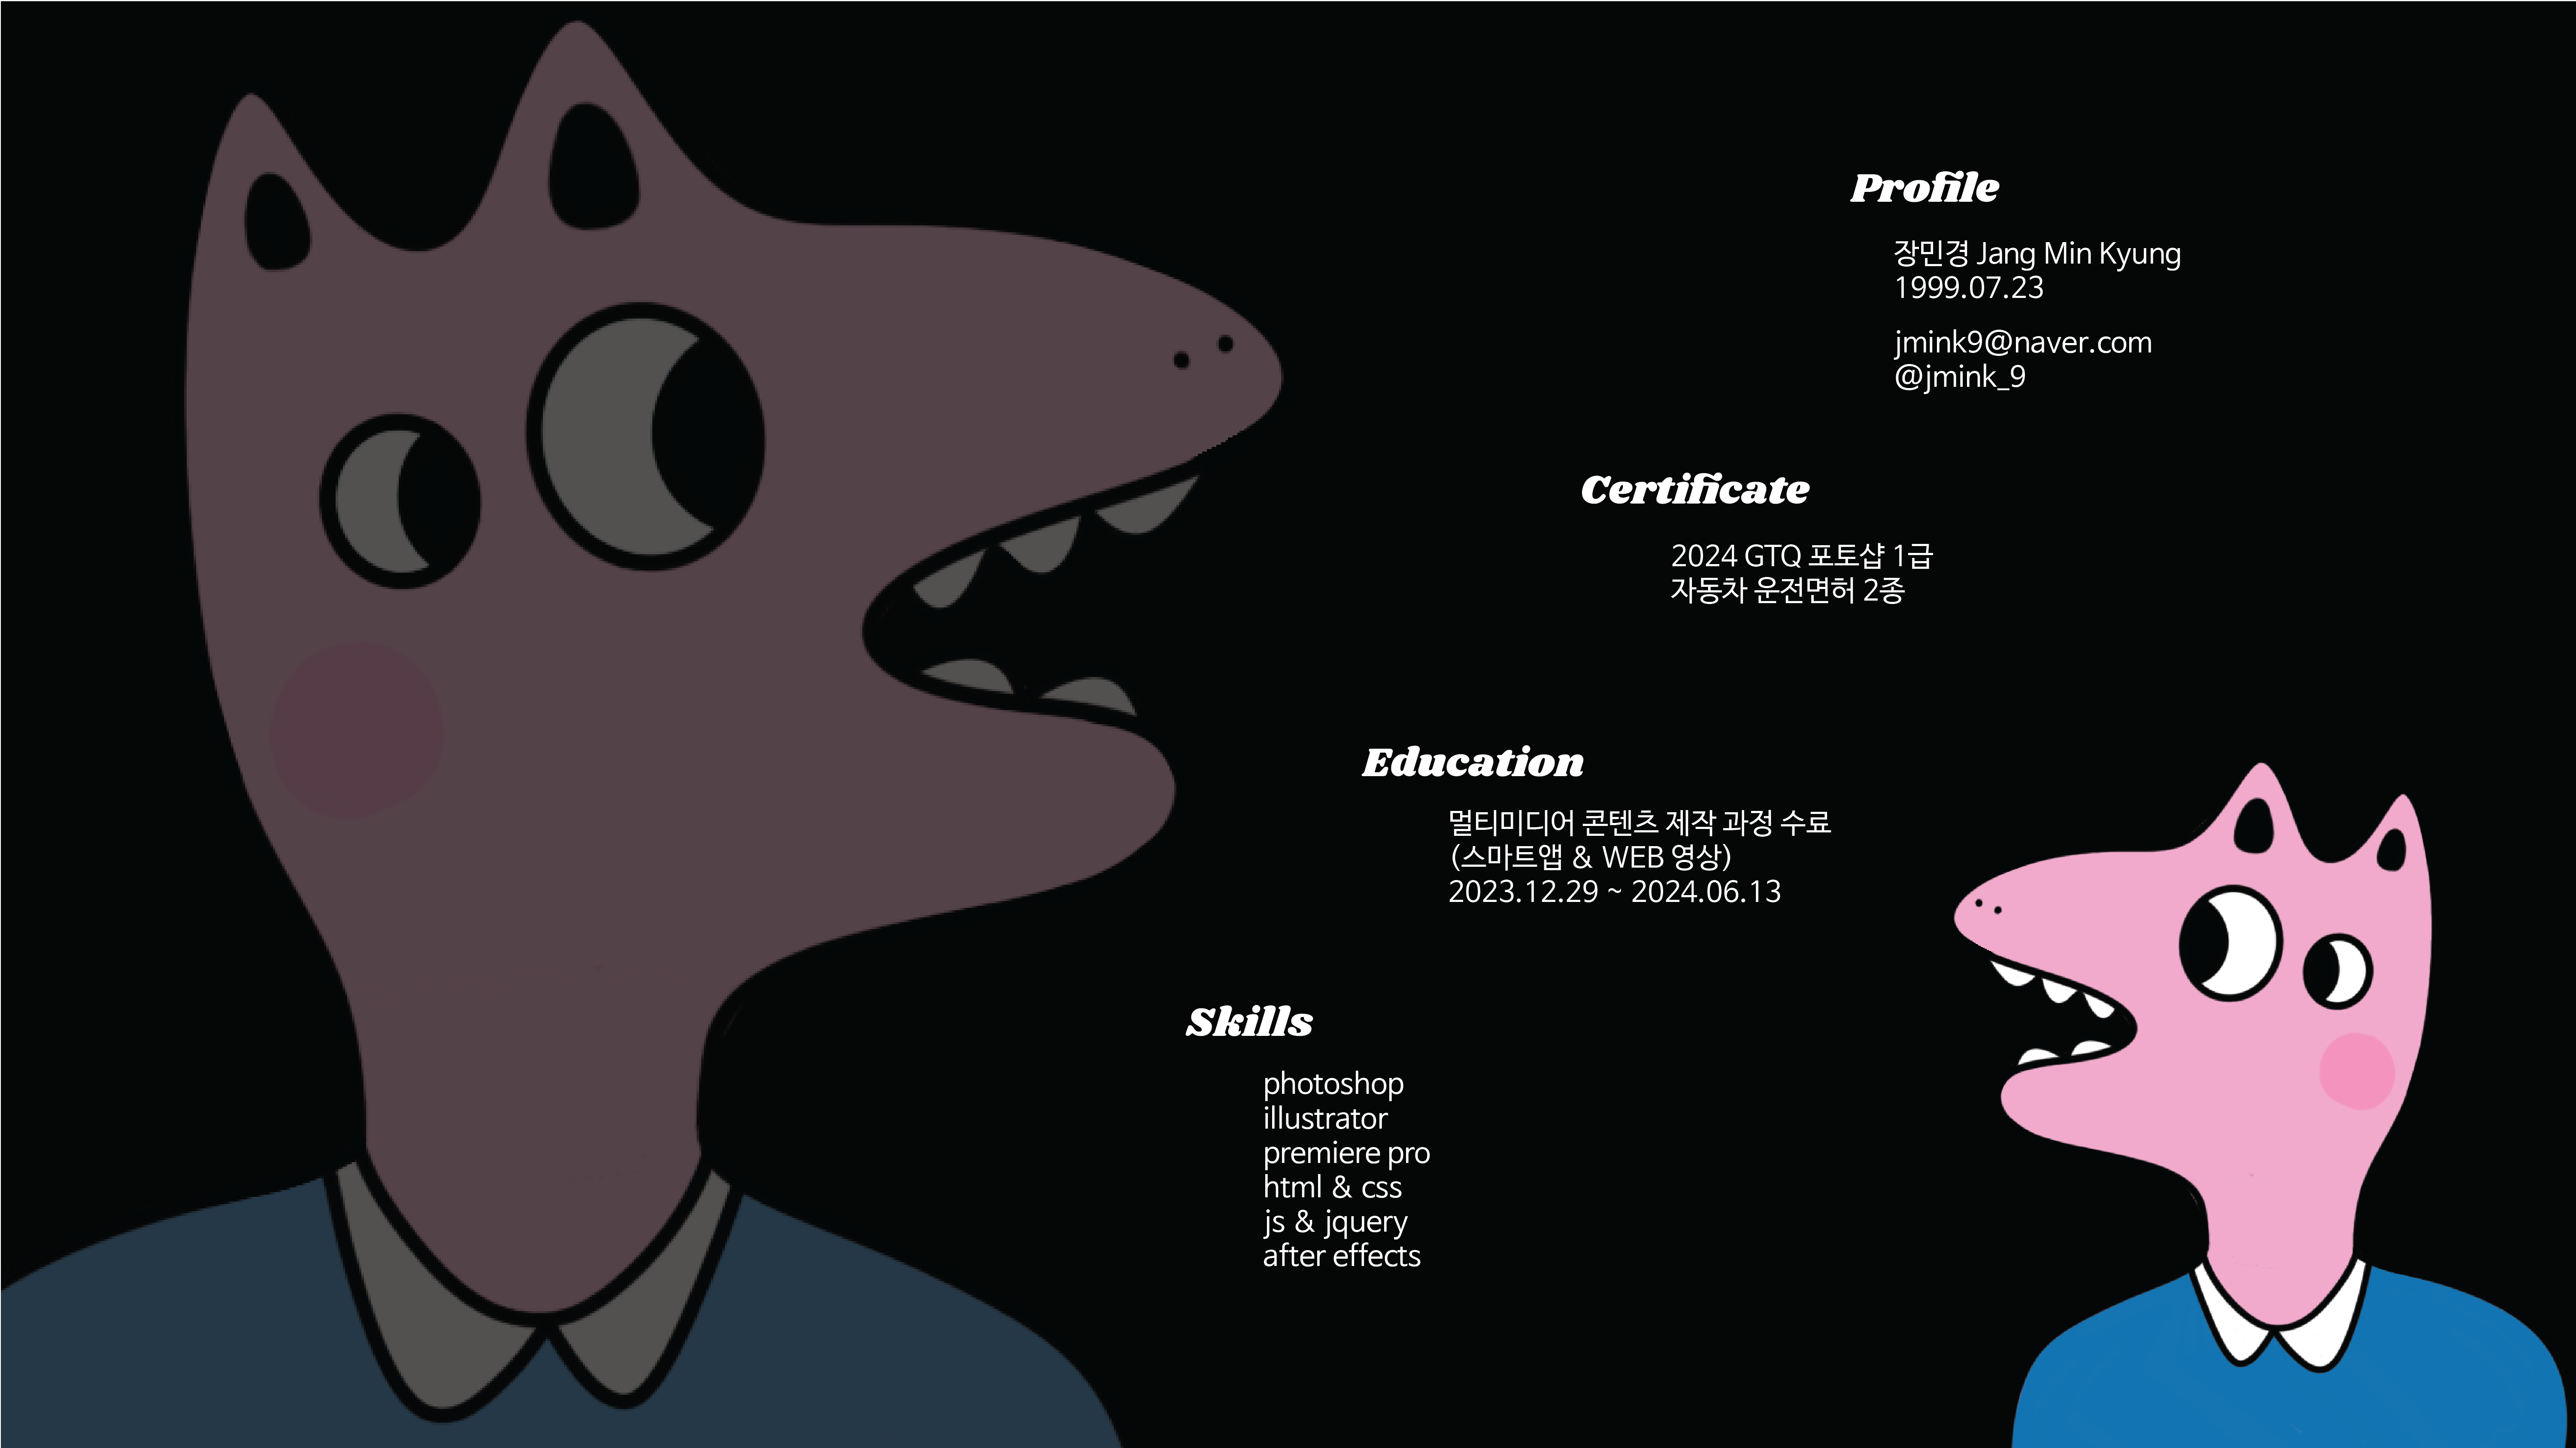 Profile
장민경 Jang Min Kyung
1999.07.23
jmink9@naver.com
@jmink_9
Certificate
2024 GTQ 포토샵 1급
자동차 운전면허 2종
Education
멀티미디어 콘텐츠 제작 과정 수료
(스마트앱 & WEB 영상)
2023.12.29 ~ 2024.06.13
Skills
photoshop
illustrator
premiere pro
html & css
js & jquery
after effects